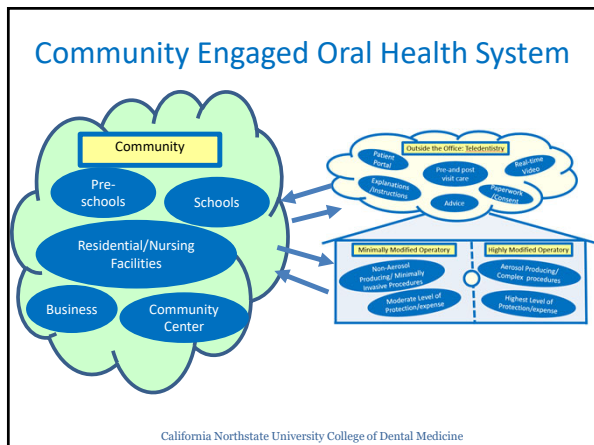 Community Engaged Oral Health System
Community
Pre-
schools
Schools
Residential/Nursing
Facilities
Business
Community
Center
Outside the Office: Teledentistry
Patient
Portal
Pre-and post
visit care
Real-time
Video
Explanations
/Instructions
Advice
Paperwork
/Consent
Minimally Modified Operatory
Non-Aerosol
Producing/ Minimally
invasive Procedures
Moderate Level of
Protection/expense
Highly Modified Operatory
Aerosol Producing/
Complex procedures
Highest Level of
Protection/expense
California Northstate University College of Dental Medicine